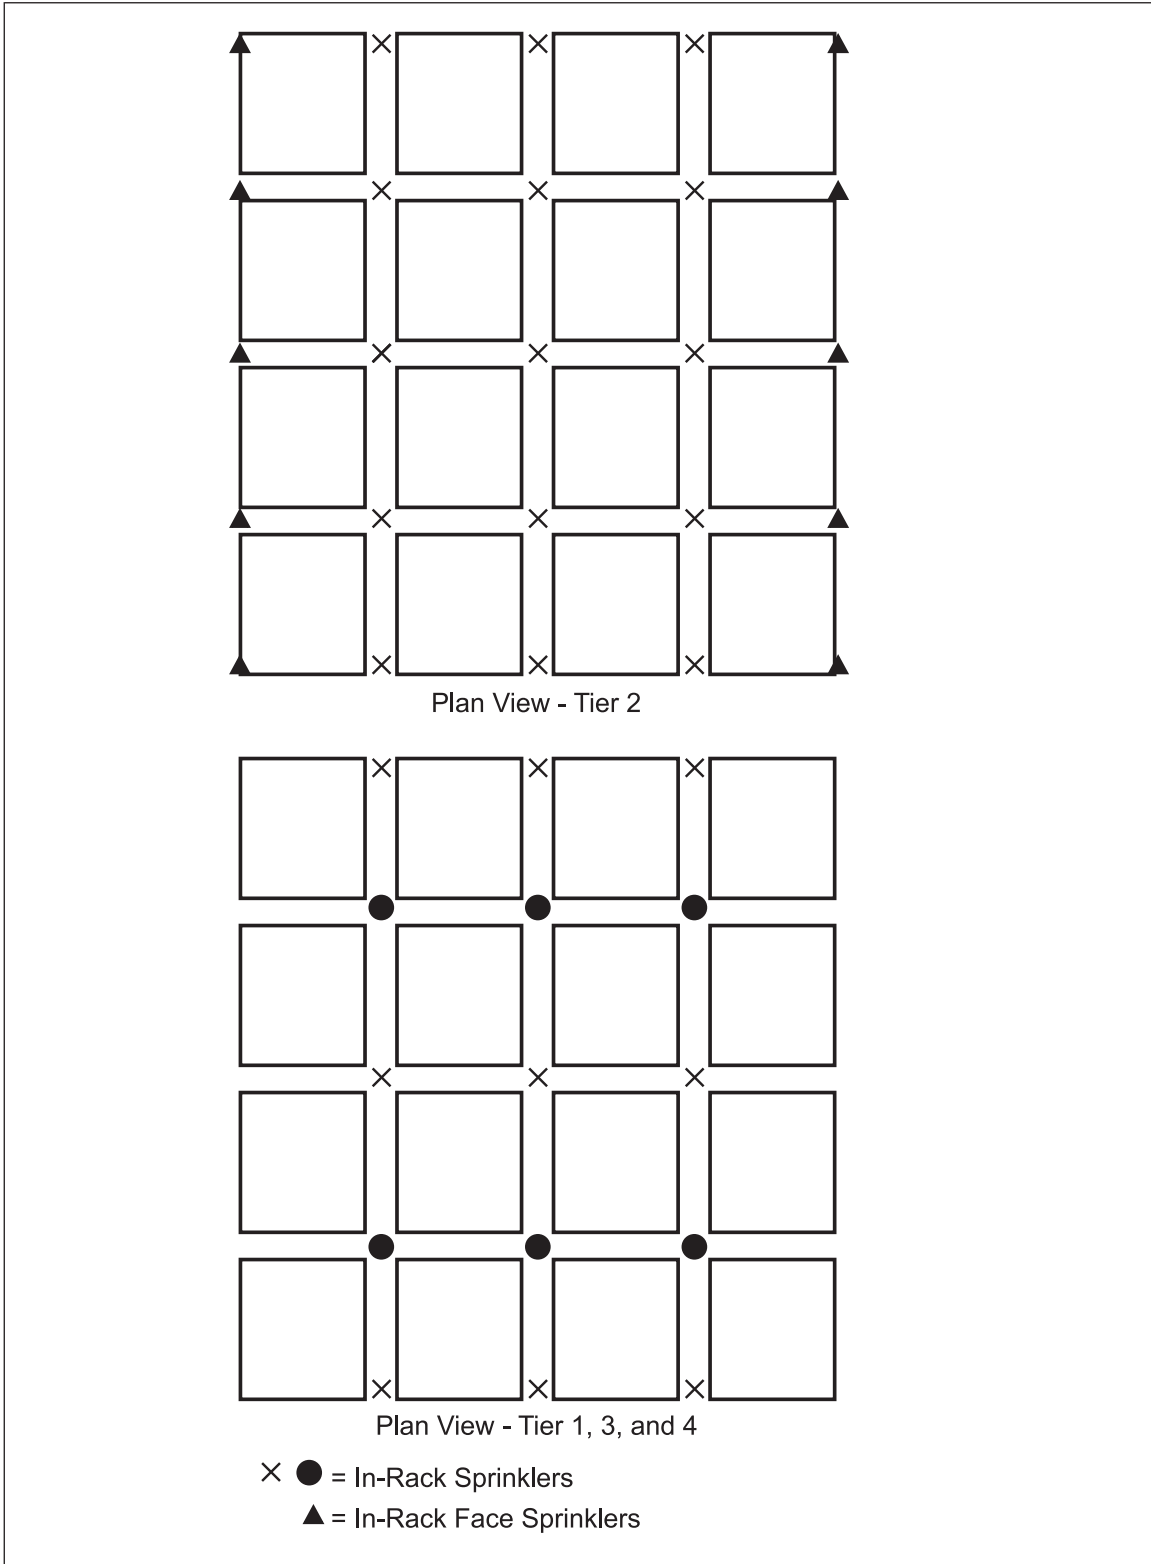 Plan View - Tier 2
Plan View - Tier 1, 3, and 4
= In-Rack Sprinklers
= In-Rack Face Sprinklers